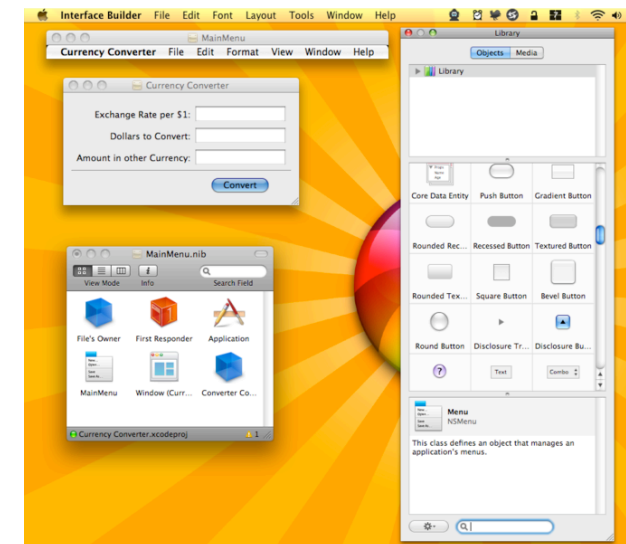 Interface Builder File Edit Font Layout Tools Window Help
MainMenu
Currency Converter File Edit Format View Window Help
Currency Converter
Exchange Rate per $1:
Dollars to Convert:
Amount in other Currency:
Convert
MainMenu.nib
View Mode Info Search Field
File's Owner First Responder Application
MainMenu Window (Curr... Converter Co...
Currency Converter.xcodeproj 1
Library
Objects Media
Library
Core Data Entity Push Button Gradient Button
Rounded Rec... Recessed Button Textured Button
Rounded Tex... Square Button Bevel Button
Round Button Disclosure Tr... Disclosure Bu...
? Text Combo
Menu
NSMenu
This class defines an object that manages an
application's menus.